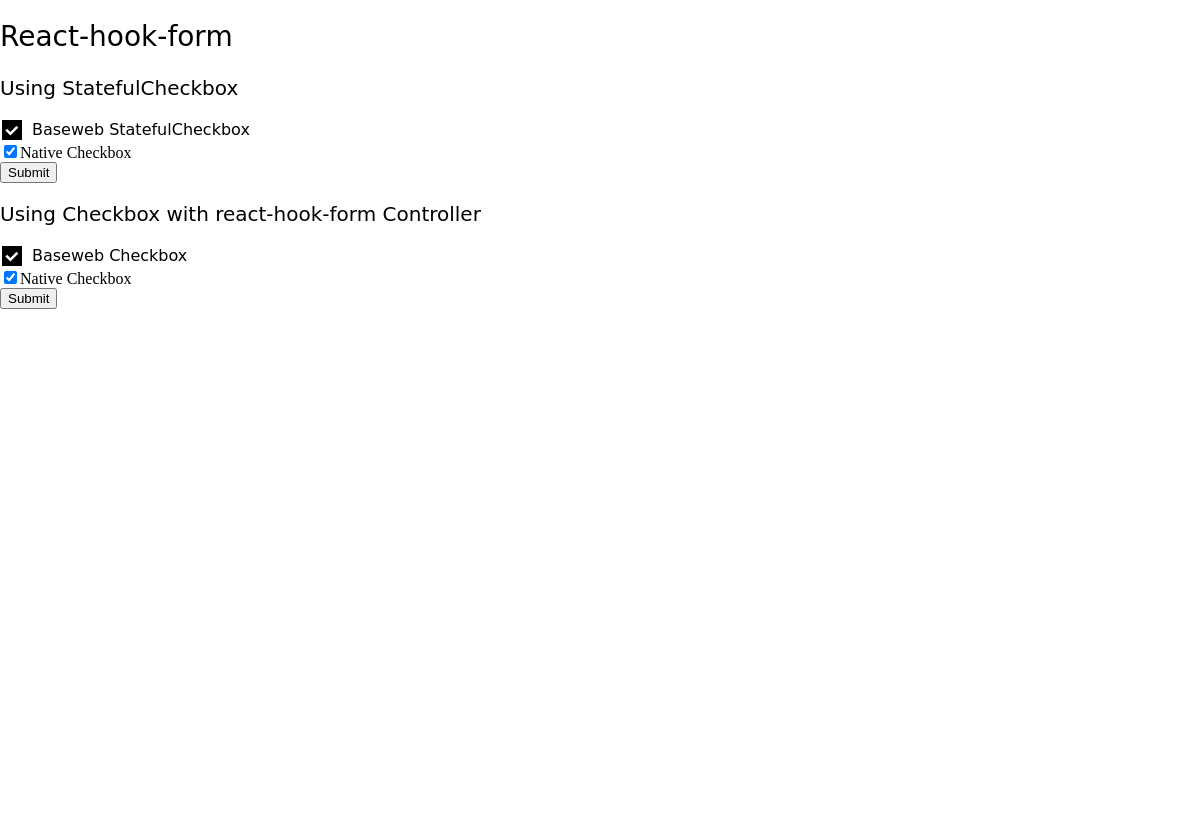 React-hook-form
Using StatefulCheckbox
Baseweb StatefulCheckbox
Native Checkbox
Submit
Using Checkbox with react-hook-form Controller
Baseweb Checkbox
Native Checkbox
Submit